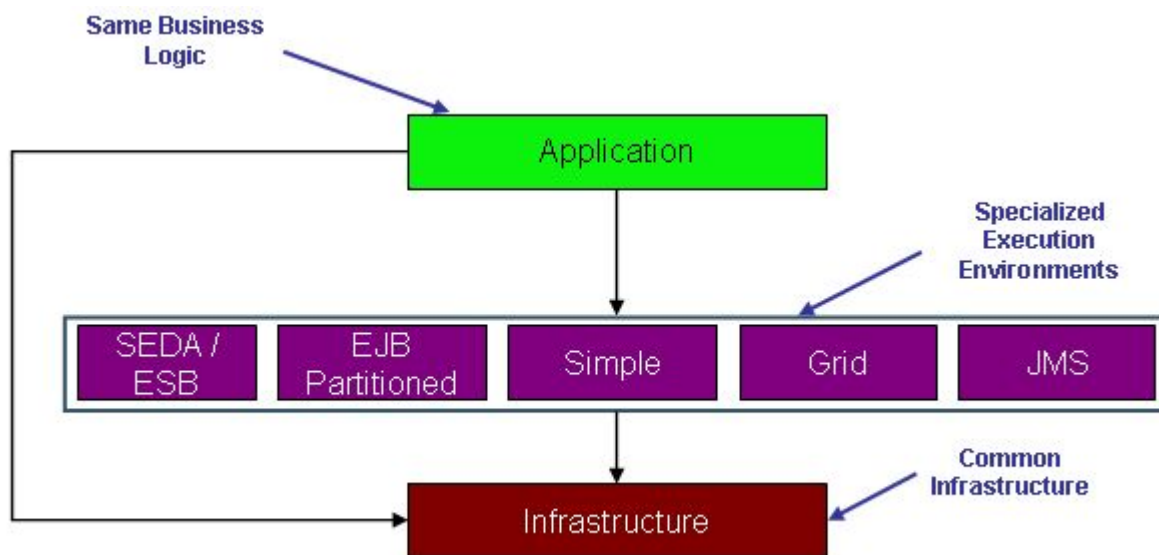 Same Business
Logic
Application
Specialized
Execution
Environments
SEDA /
ESB
EJB
Partitioned
Simple
Grid
JMS
Common
Infrastructure
Infrastructure